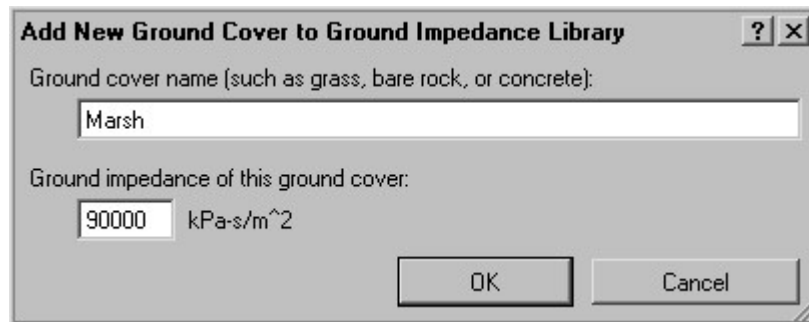 Add New Ground Cover to Ground Impedance Library ? ×
Ground cover name (such as grass, bare rock, or concrete):
Marsh
Ground impedance of this ground cover:
90000 kPa-s/m^2
OK Cancel